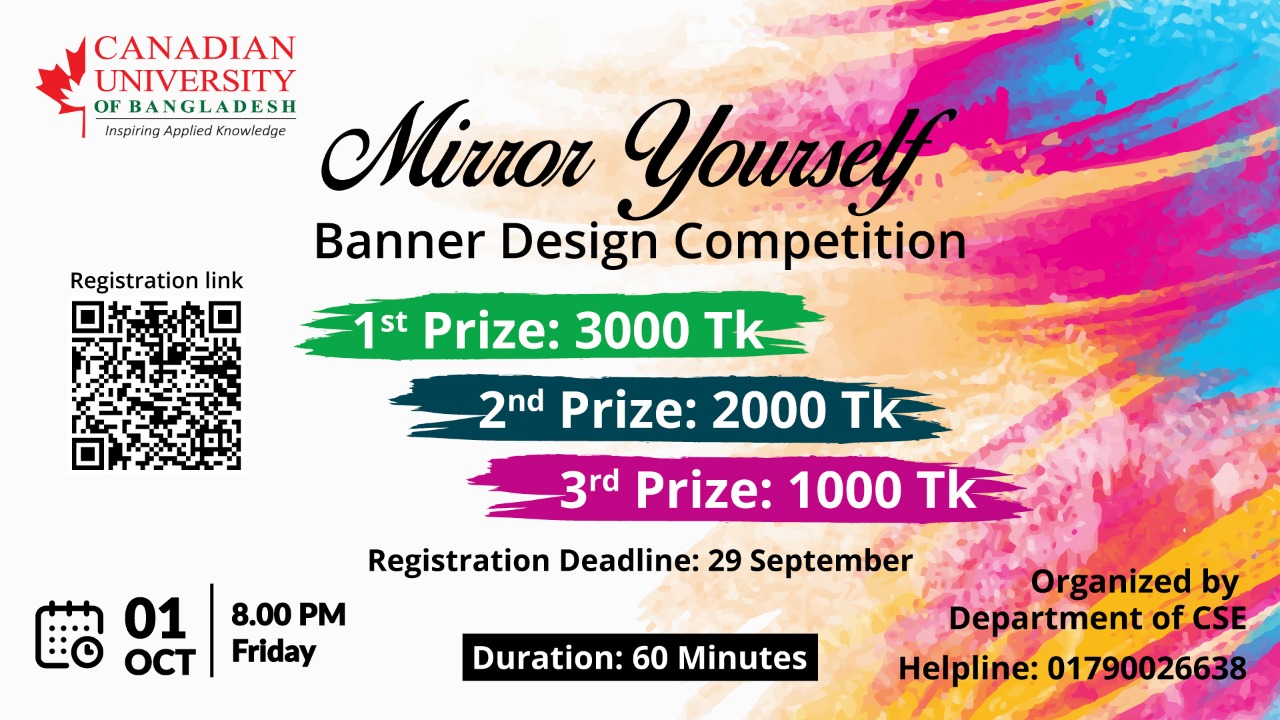 CANADIAN
UNIVERSITY
OF BANGLADESH
Inspiring Applied Knowledge
Mirror Yourself
Banner Design Competition
Registration link
1st Prize: 3000 Tk
2nd Prize: 2000 Tk
3rd Prize: 1000 Tk
Registration Deadline: 29 September
01
OCT
8.00 PM
Friday
Duration: 60 Minutes
Organized by
Department of CSE
Helpline: 01790026638